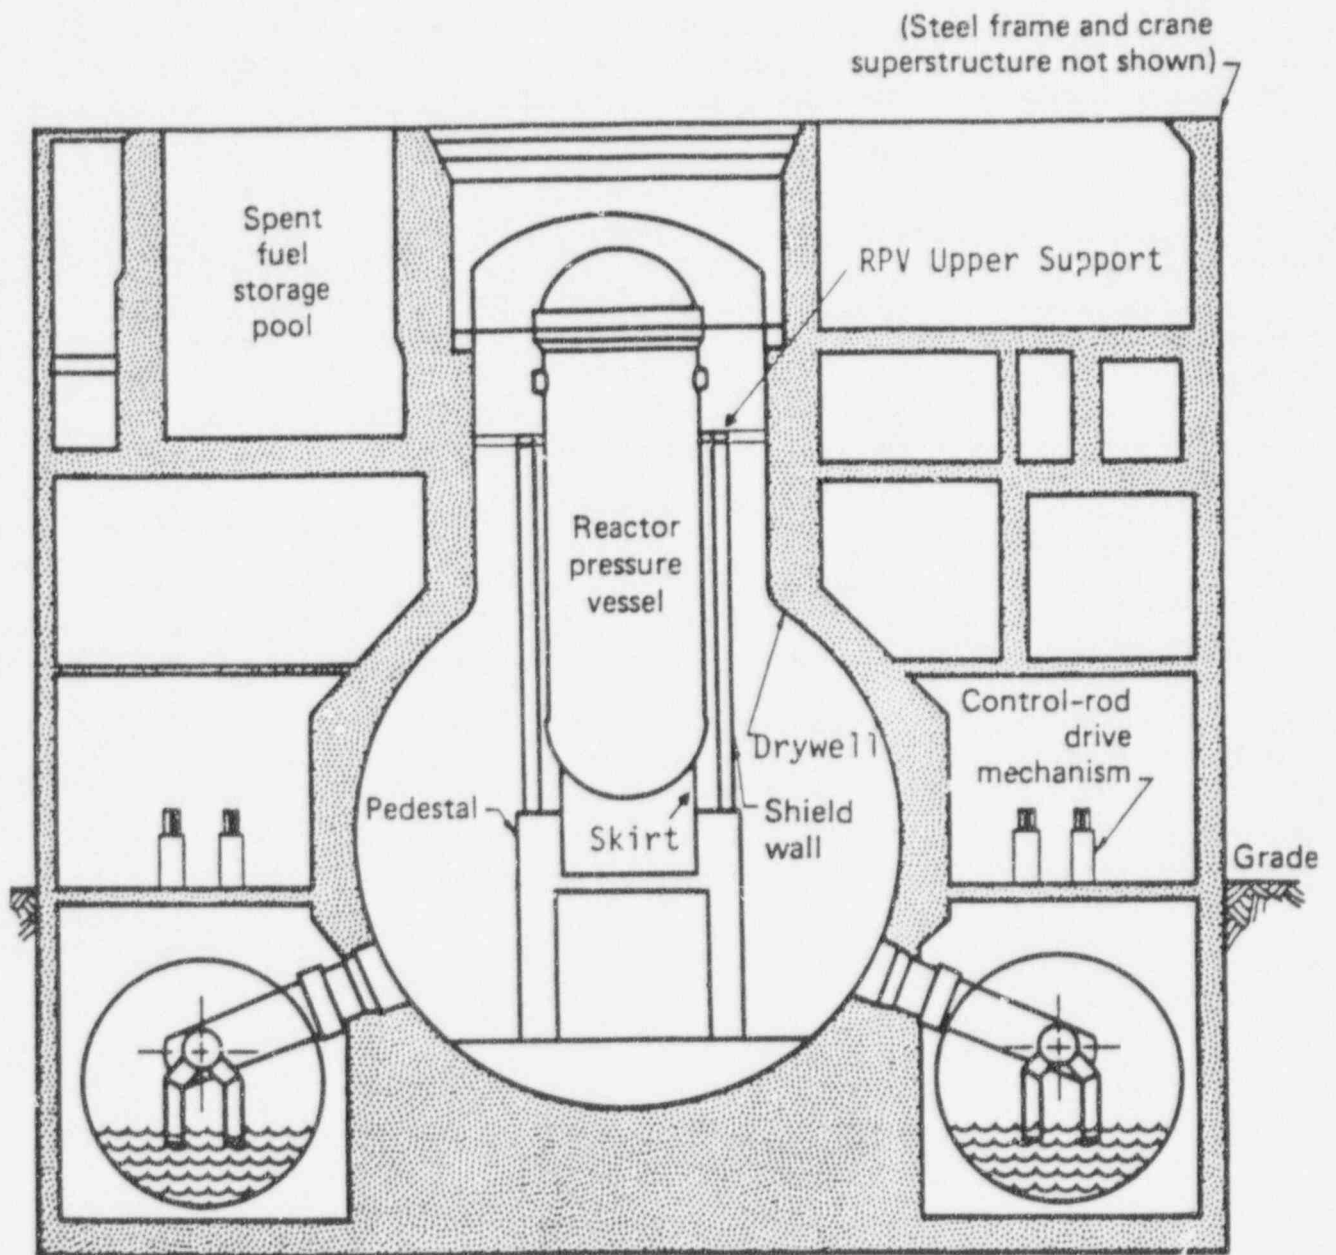 (Steel frame and crane
superstructure not shown)
Spent
fuel
storage
pool
RPV Upper Support
Reactor
pressure
vessel
Control-rod
drive
mechanism
Drywell
Pedestal
Shield
wall
Skirt
Grade